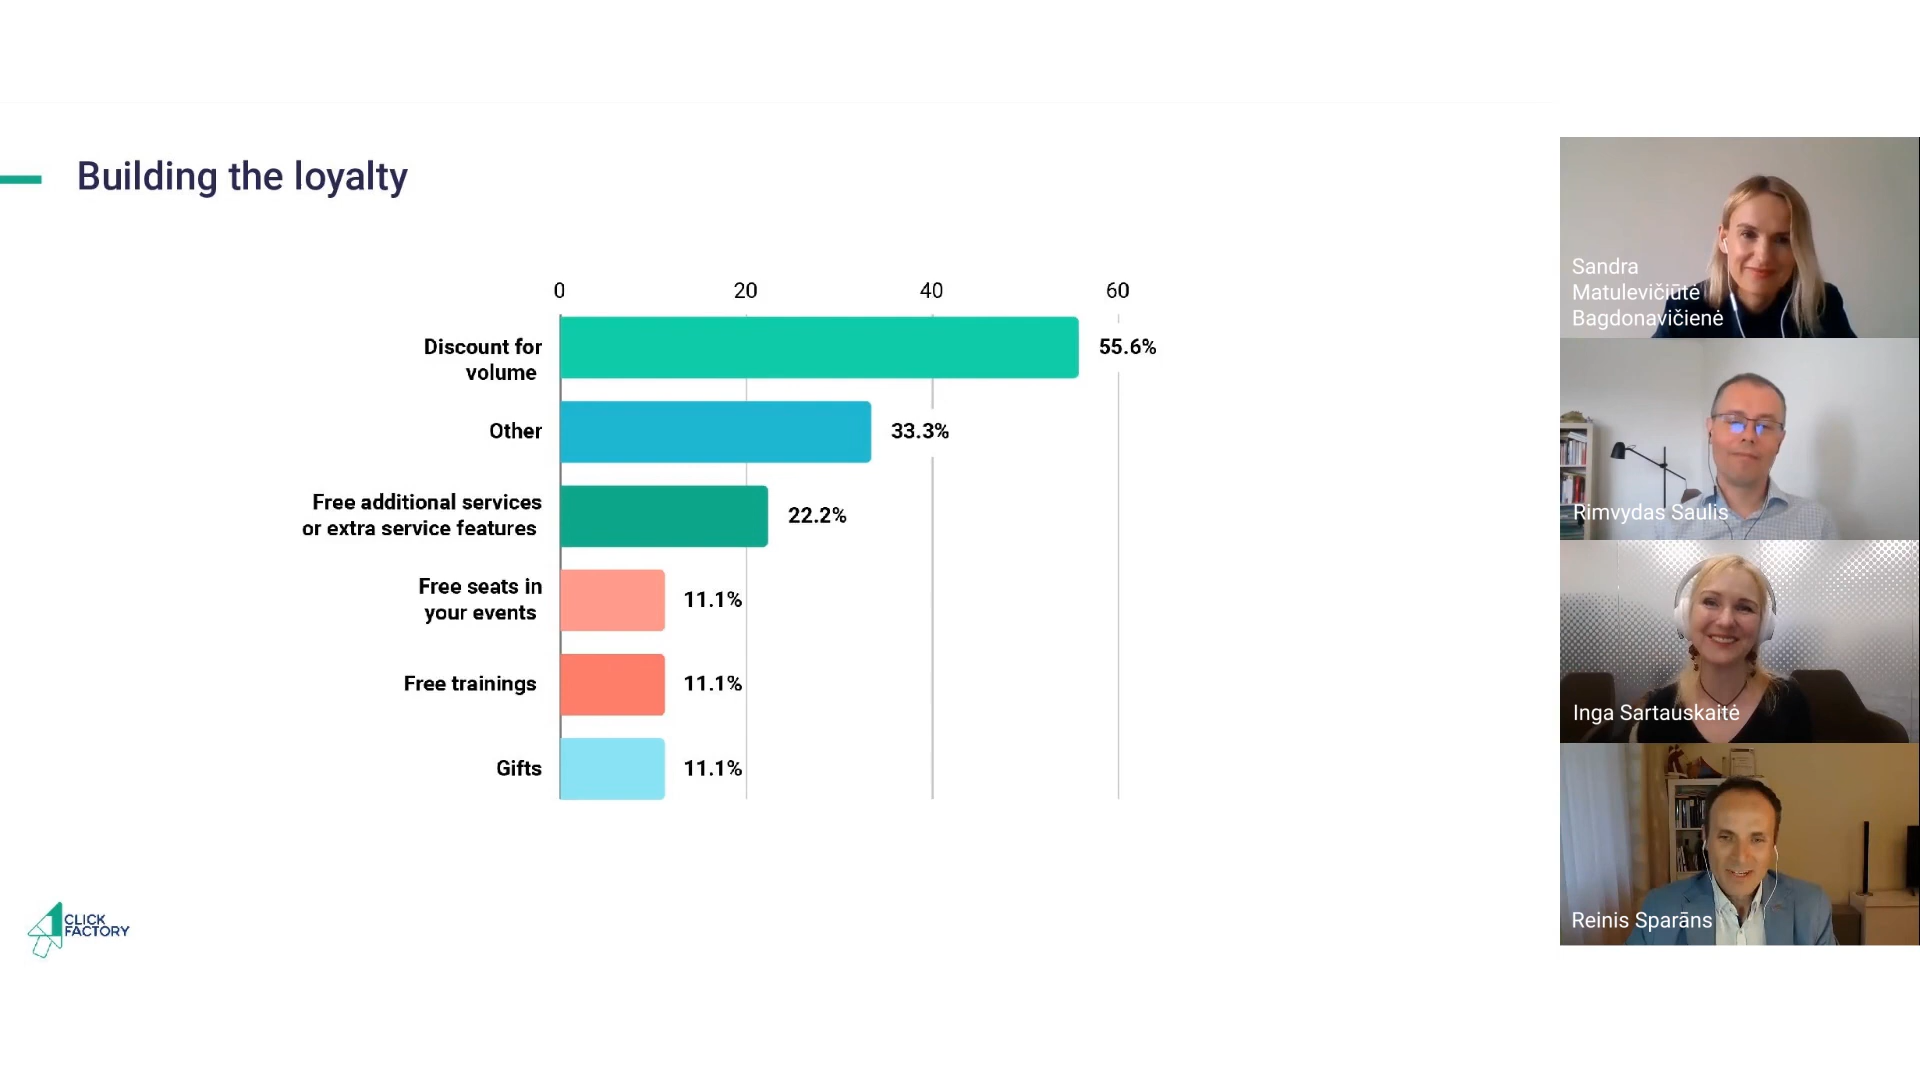 Building the loyalty
0 20 40 60
Discount for
volume
55.6%
Other
33.3%
Free additional services
or extra service features
22.2%
Free seats in
your events
11.1%
Free trainings
11.1%
Gifts
11.1%
CLICK
FACTORY
Sandra
Matulevičiūtė
Bagdonavičienė
Rimvydas Saulis
Inga Sartauskaitė
Reinis Sparāns